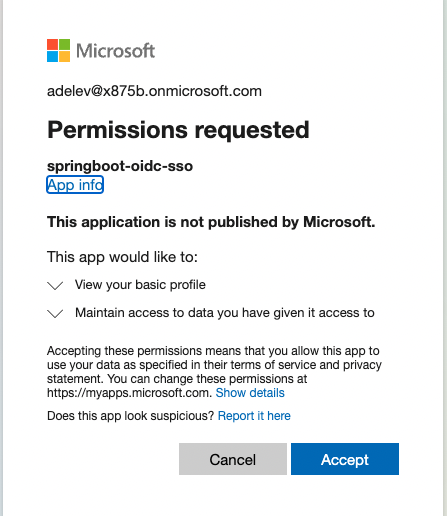 Microsoft
adelev@x875b.onmicrosoft.com
Permissions requested
springboot-oidc-sso
App info
This application is not published by Microsoft.
This app would like to:
View your basic profile
Maintain access to data you have given it access to
Accepting these permissions means that you allow this app to
use your data as specified in their terms of service and privacy
statement. You can change these permissions at
https://myapps.microsoft.com. Show details
Does this app look suspicious? Report it here
Cancel
Accept